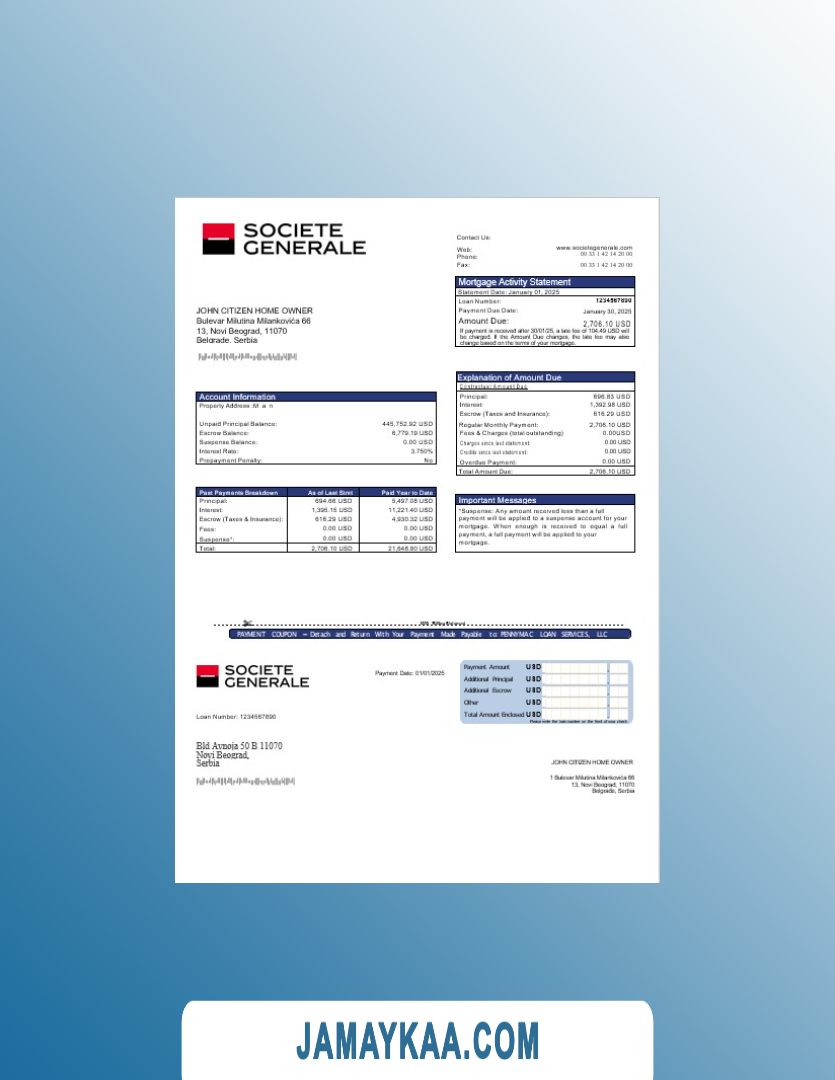 SOCIETE
GENERALE
Contact Us:
Web: www.societegenerale.com
Phone: 00 33 1 42 14 20 00
Fax: 00 33 1 42 14 20 00
Mortgage Activity Statement
Statement Date: January 01, 2025
Loan Number: 1234567890
Payment Due Date: January 30, 2025
Amount Due: 2,706.10 USD
If payment is received after 30/01/25, a late fee of 104.49 USD will
be charged. If the Amount Due changes, the late fee may also
change based on the terms of your mortgage.
JOHN CITIZEN HOME OWNER
Bulevar Milutina Milankovića 66
13, Novi Beograd, 11070
Belgrade, Serbia
Explanation of Amount Due
Contractual Amount Due
Principal: 696.83 USD
Interest: 1,392.98 USD
Escrow (Taxes and Insurance): 616.29 USD
Regular Monthly Payment: 2,706.10 USD
Fees & Charges (total outstanding) 0.00USD
Charges since last statement: 0.00 USD
Credits since last statement: 0.00 USD
Overdue Payment: 0.00 USD
Total Amount Due: 2,706.10 USD
Account Information
Property Address: M a n
Unpaid Principal Balance: 445,752.92 USD
Escrow Balance: 6,779.19 USD
Suspense Balance: 0.00 USD
Interest Rate: 3.750%
Prepayment Penalty: No
Past Payments Breakdown As of Last Stmt Paid Year to Date
Principal: 694.66 USD 5,497.08 USD
Interest: 1,395.15 USD 11,221.40 USD
Escrow (Taxes & Insurance): 616.29 USD 4,930.32 USD
Fees: 0.00 USD 0.00 USD
Suspense*: 0.00 USD 0.00 USD
Total: 2,706.10 USD 21,648.80 USD
Important Messages
*Suspense: Any amount received less than a full
payment will be applied to a suspense account for your
mortgage. When enough is received to equal a full
payment, a full payment will be applied to your
mortgage.
PAYMENT COUPON – Detach and Return With Your Payment Made Payable to: PENNYMAC LOAN SERVICES, LLC
SOCIETE
GENERALE
Payment Date: 01/01/2025
Payment Amount USD
Additional Principal USD
Additional Escrow USD
Other USD
Total Amount Enclosed USD
Please write the loan number on the front of your check.
Loan Number: 1234567890
Bld Avnoja 50 B 11070
Novi Beograd,
Serbia
JOHN CITIZEN HOME OWNER
1 Bulevar Milutina Milankovića 66
13, Novi Beograd, 11070
Belgrade, Serbia
JAMAYKAA.COM